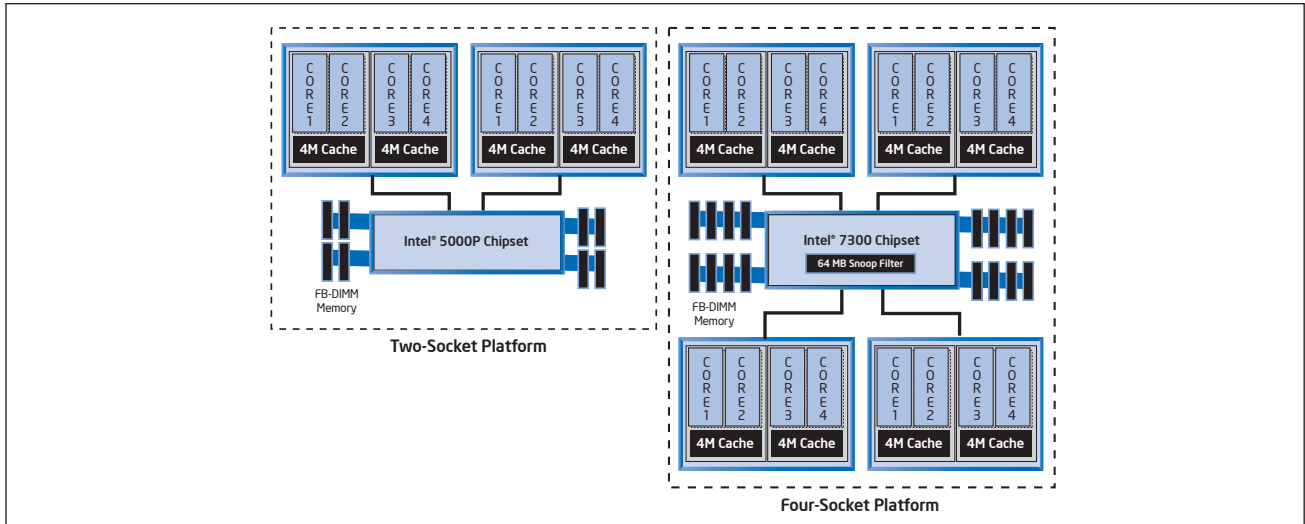 CORE1 CORE2 CORE3 CORE4 CORE1 CORE2 CORE3 CORE4
4M Cache 4M Cache 4M Cache 4M Cache
Intel® 5000P Chipset
FB-DIMM
Memory
Two-Socket Platform
CORE1 CORE2 CORE3 CORE4 CORE1 CORE2 CORE3 CORE4
4M Cache 4M Cache 4M Cache 4M Cache
Intel® 7300 Chipset
64 MB Snoop Filter
FB-DIMM
Memory
CORE1 CORE2 CORE3 CORE4 CORE1 CORE2 CORE3 CORE4
4M Cache 4M Cache 4M Cache 4M Cache
Four-Socket Platform